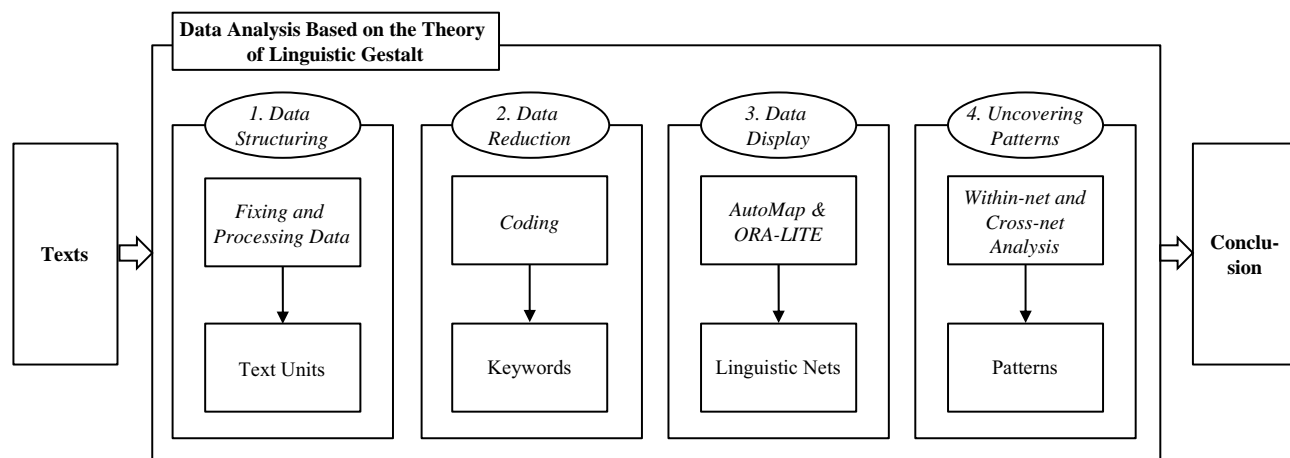 Data Analysis Based on the Theory
of Linguistic Gestalt
Texts
1. Data
Structuring
Fixing and
Processing Data
Text Units
2. Data
Reduction
Coding
Keywords
3. Data
Display
AutoMap &
ORA-LITE
Linguistic Nets
4. Uncovering
Patterns
Within-net and
Cross-net
Analysis
Patterns
Conclu-
sion